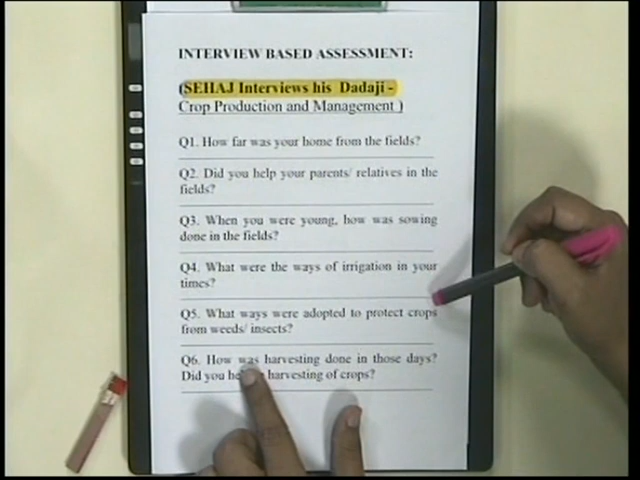 INTERVIEW BASED ASSESSMENT:
(SEHAJ Interviews his Dadaji -
Crop Production and Management )
Q1. How far was your home from the fields?
Q2. Did you help your parents/ relatives in the
fields?
Q3. When you were young, how was sowing
done in the fields?
Q4. What were the ways of irrigation in your
times?
Q5. What ways were adopted to protect crops
from weeds/ insects?
Q6. How was harvesting done in those days?
Did you harvesting of crops?